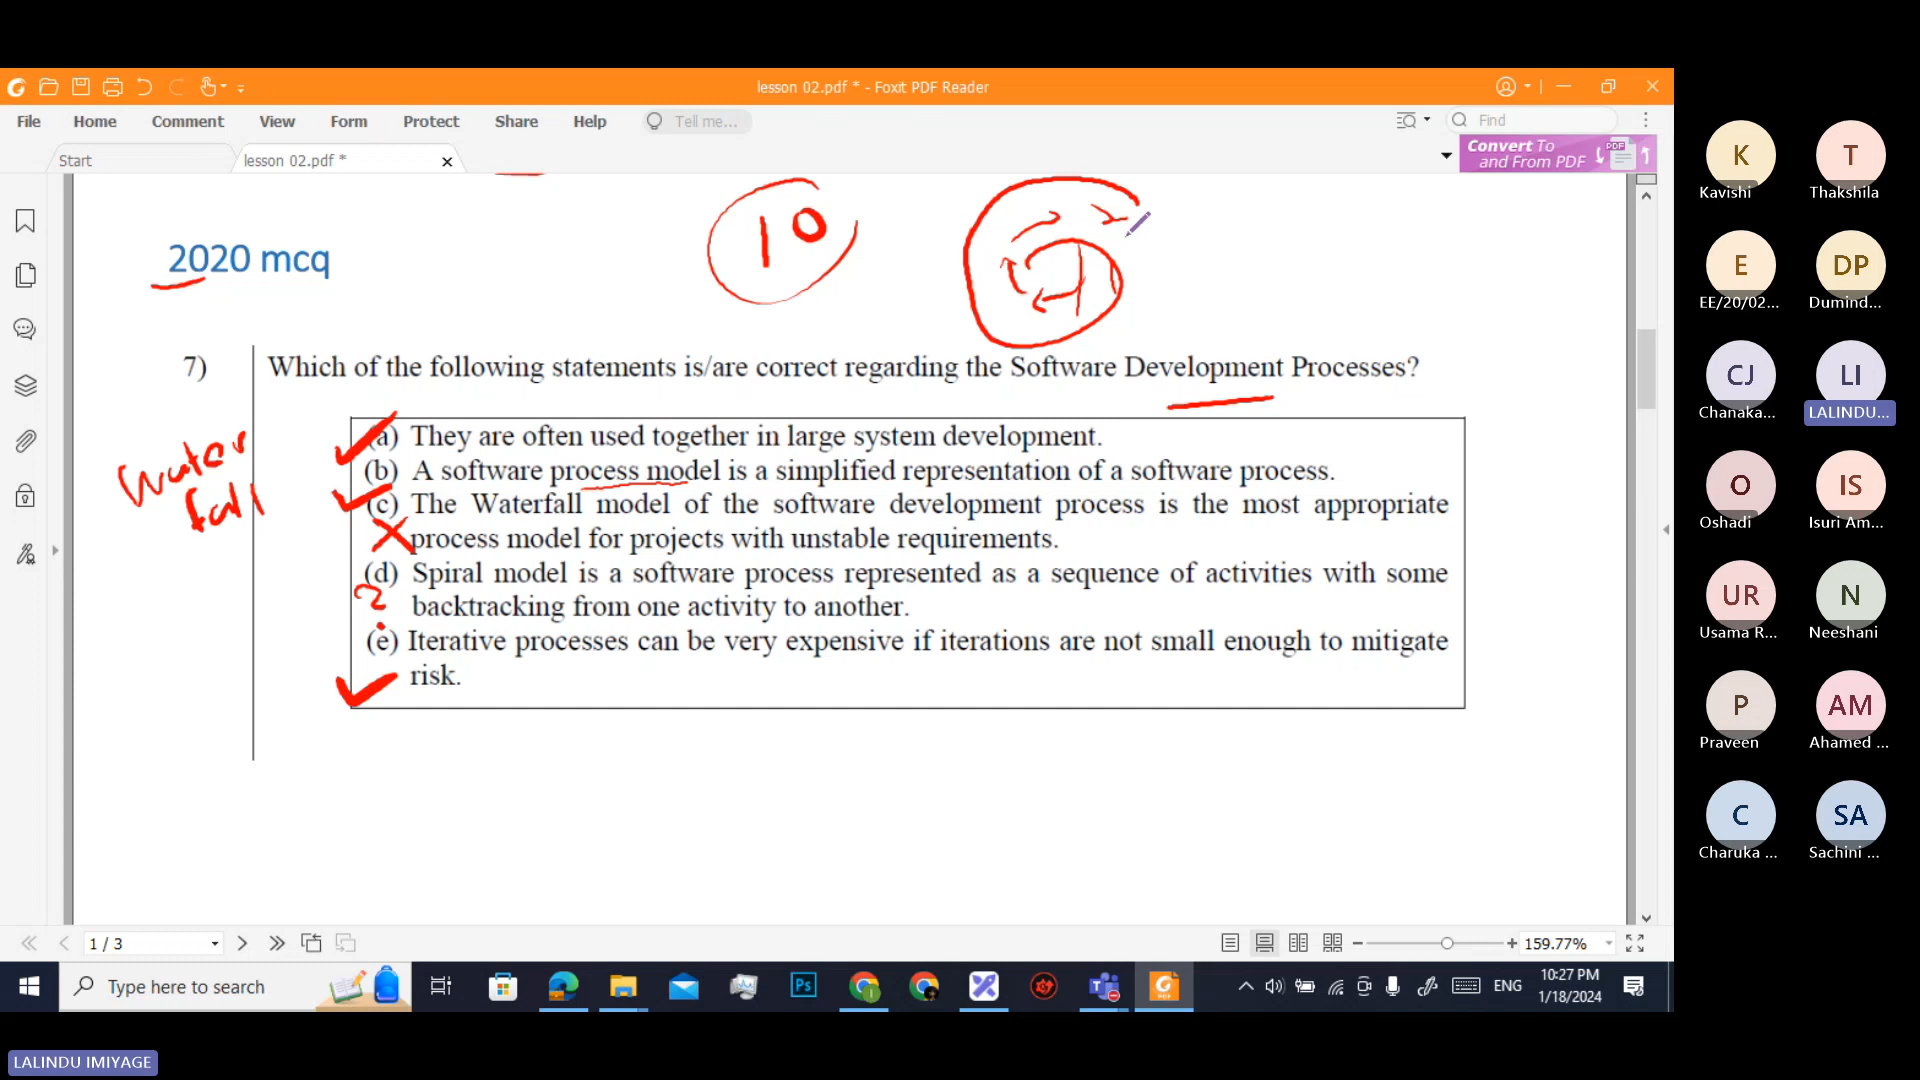 lesson 02.pdf * - Foxit PDF Reader
File Home Comment View Form Protect Share Help Tell me... Find
Start lesson 02.pdf *
Convert To and From PDF
PDF
10
2020 mcq
7) Which of the following statements is/are correct regarding the Software Development Processes?
Water fall
(a) They are often used together in large system development.
(b) A software process model is a simplified representation of a software process.
(c) The Waterfall model of the software development process is the most appropriate
process model for projects with unstable requirements.
(d) Spiral model is a software process represented as a sequence of activities with some
?
backtracking from one activity to another.
(e) Iterative processes can be very expensive if iterations are not small enough to mitigate
risk.
1 / 3
159.77%
Type here to search
Ps
ENG
10:27 PM
1/18/2024
K T
Kavishi Thakshila
E DP
EE/20/02... Dumind...
CJ LI
Chanaka... LALINDU...
O IS
Oshadi Isuri Am...
UR N
Usama R... Neeshani
P AM
Praveen Ahamed ...
C SA
Charuka ... Sachini ...
LALINDU IMIYAGE